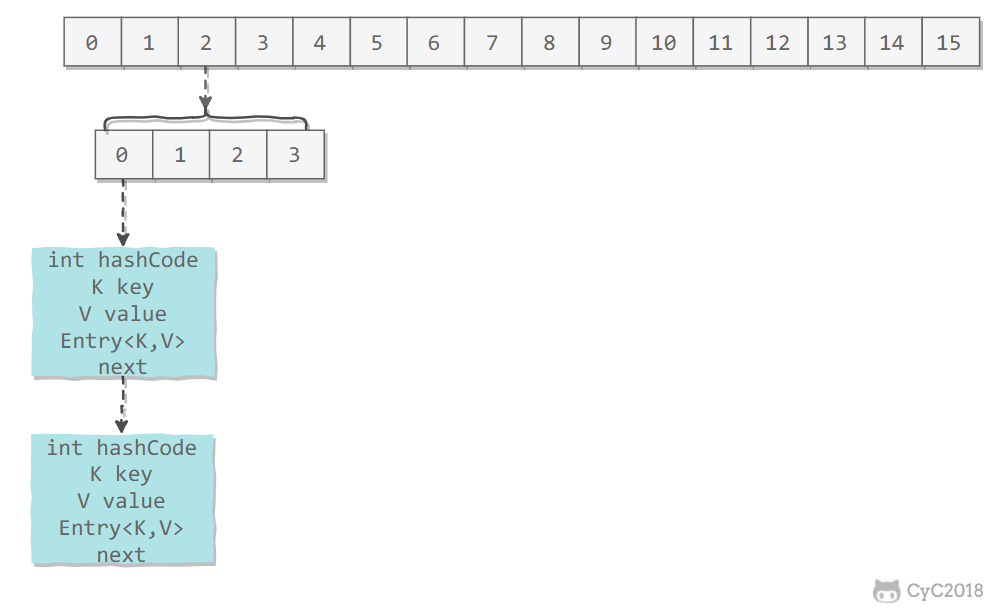 0 1 2 3 4 5 6 7 8 9 10 11 12 13 14 15
0 1 2 3
int hashCode
K key
V value
Entry<K,V>
next
int hashCode
K key
V value
Entry<K,V>
next
CyC2018